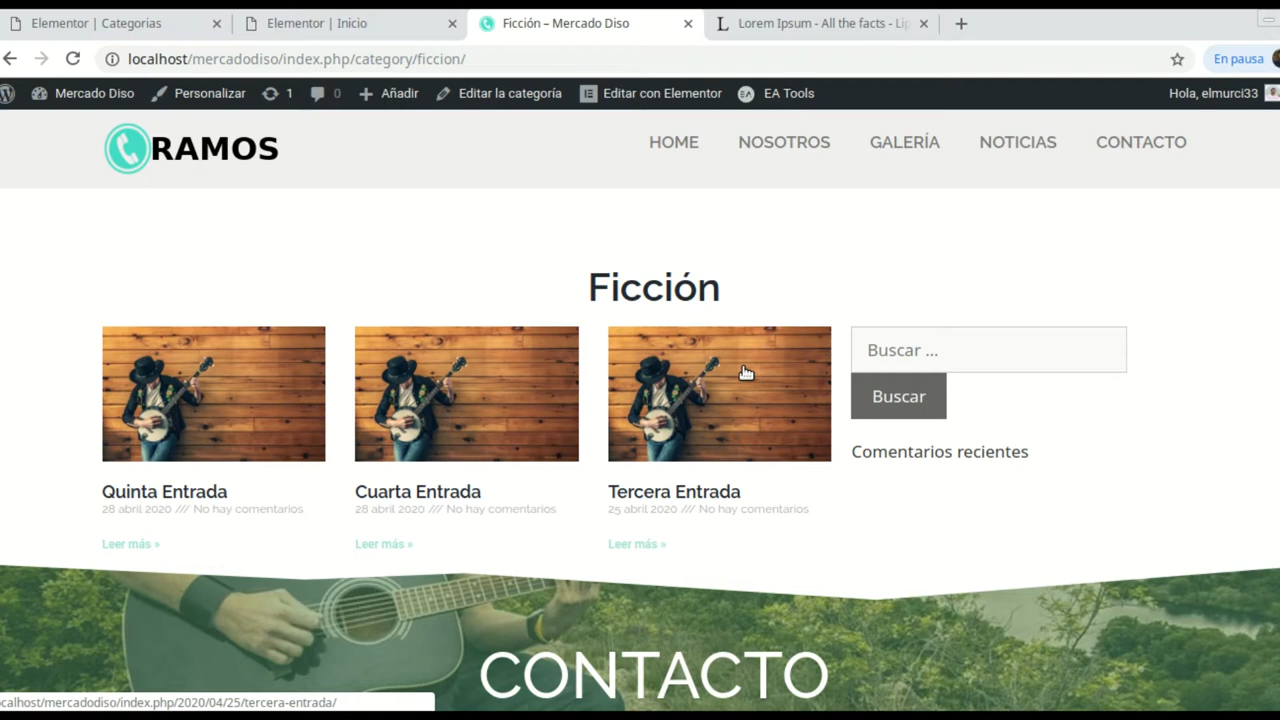 Elementor | Categorias
Elementor | Inicio
Ficción – Mercado Diso
Lorem Ipsum - All the facts - Li
localhost/mercadodiso/index.php/category/ficcion/
En pausa
Mercado Diso
Personalizar
1
0
Añadir
Editar la categoría
Editar con Elementor
EA Tools
Hola, elmurci33
RAMOS
HOME
NOSOTROS
GALERÍA
NOTICIAS
CONTACTO
Ficción
Buscar ...
Buscar
Comentarios recientes
Quinta Entrada
28 abril 2020 /// No hay comentarios
Leer más »
Cuarta Entrada
28 abril 2020 /// No hay comentarios
Leer más »
Tercera Entrada
25 abril 2020 /// No hay comentarios
Leer más »
CONTACTO
ocalhost/mercadodiso/index.php/2020/04/25/tercera-entrada/